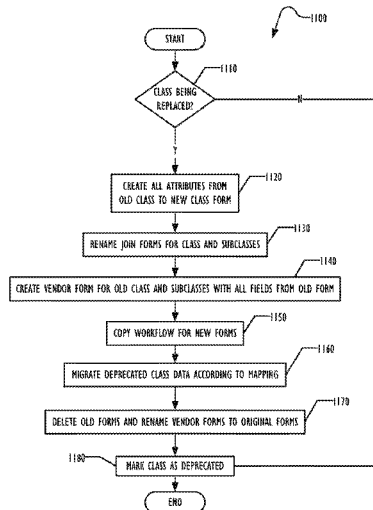 1100
START
1110
CLASS BEING
REPLACED?
N
Y
1120
CREATE ALL ATTRIBUTES FROM
OLD CLASS TO NEW CLASS FORM
1130
RENAME JOIN FORMS FOR CLASS AND SUBCLASSES
1140
CREATE VENDOR FORM FOR OLD CLASS AND SUBCLASSES WITH ALL FIELDS FROM OLD FORM
1150
COPY WORKFLOW FOR NEW FORMS
1160
MIGRATE DEPRECATED CLASS DATA ACCORDING TO MAPPING
1170
DELETE OLD FORMS AND RENAME VENDOR FORMS TO ORIGINAL FORMS
1180
MARK CLASS AS DEPRECATED
END